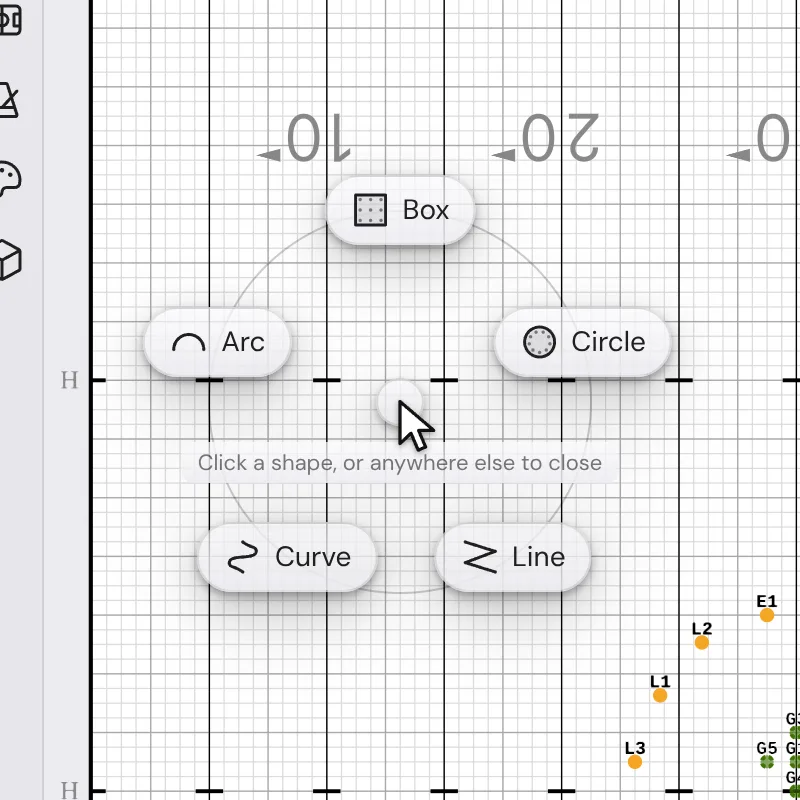 10
20
0
Box
Arc
Circle
H
Click a shape, or anywhere else to close
Curve
Line
E1
L2
L1
L3
G5
H